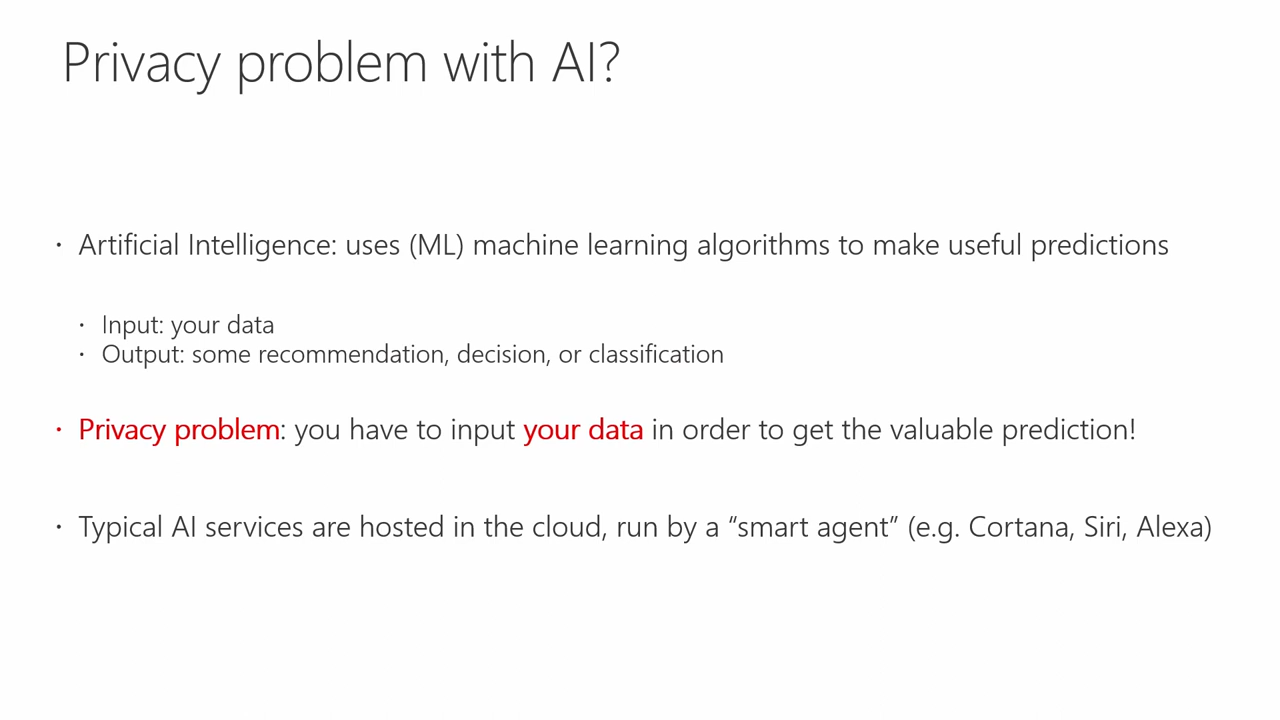 Privacy problem with AI?
· Artificial Intelligence: uses (ML) machine learning algorithms to make useful predictions
· Input: your data
· Output: some recommendation, decision, or classification
· Privacy problem: you have to input your data in order to get the valuable prediction!
· Typical AI services are hosted in the cloud, run by a “smart agent” (e.g. Cortana, Siri, Alexa)